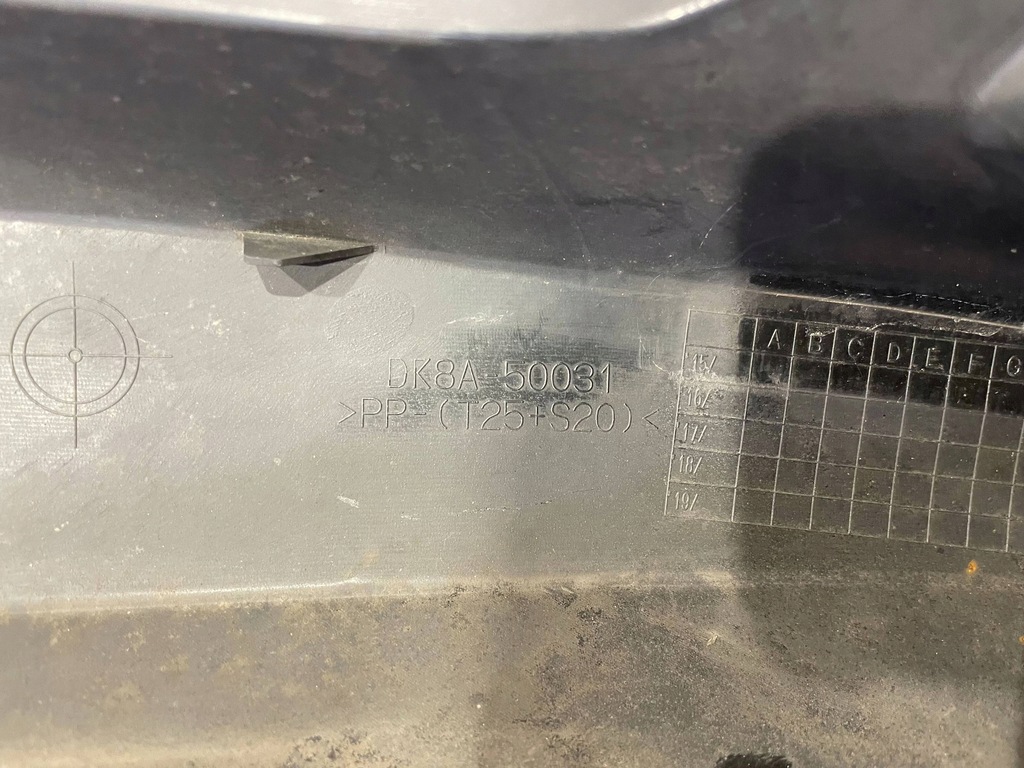 DK8A 50031
>PP-(T25+S20)<
A B C D E F G
15/
16/
17/
18/
19/